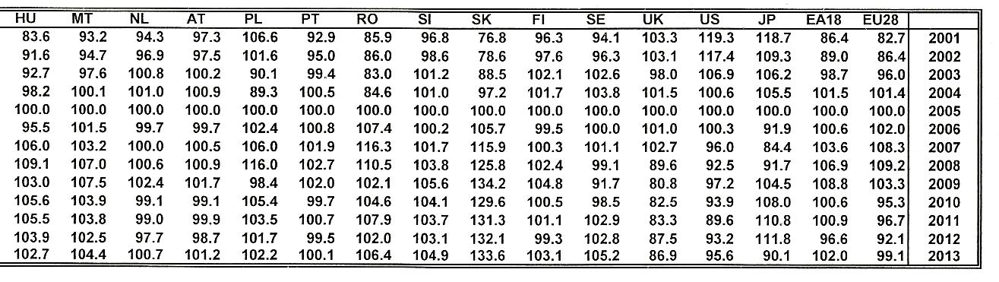 HU MT NL AT PL PT RO SI SK FI SE UK US JP EA18 EU28
83.6 93.2 94.3 97.3 106.6 92.9 85.9 96.8 76.8 96.3 94.1 103.3 119.3 118.7 86.4 82.7 2001
91.6 94.7 96.9 97.5 101.6 95.0 86.0 98.6 78.6 97.6 96.3 103.1 117.4 109.3 89.0 86.4 2002
92.7 97.6 100.8 100.2 90.1 99.4 83.0 101.2 88.5 102.1 102.6 98.0 106.9 106.2 98.7 96.0 2003
98.2 100.1 101.0 100.9 89.3 100.5 84.6 101.0 97.2 101.7 103.8 101.5 100.6 105.5 101.5 101.4 2004
100.0 100.0 100.0 100.0 100.0 100.0 100.0 100.0 100.0 100.0 100.0 100.0 100.0 100.0 100.0 100.0 2005
95.5 101.5 99.7 99.7 102.4 100.8 107.4 100.2 105.7 99.5 100.0 101.0 100.3 91.9 100.6 102.0 2006
106.0 103.2 100.0 100.5 106.0 101.9 116.3 101.7 115.9 100.3 101.1 102.7 96.0 84.4 103.6 108.3 2007
109.1 107.0 100.6 100.9 116.0 102.7 110.5 103.8 125.8 102.4 99.1 89.6 92.5 91.7 106.9 109.2 2008
103.0 107.5 102.4 101.7 98.4 102.0 102.1 105.6 134.2 104.8 91.7 80.8 97.2 104.5 108.8 103.3 2009
105.6 103.9 99.1 99.1 105.4 99.7 104.6 104.1 129.6 100.5 98.5 82.5 93.9 108.0 100.6 95.3 2010
105.5 103.8 99.0 99.9 103.5 100.7 107.9 103.7 131.3 101.1 102.9 83.3 89.6 110.8 100.9 96.7 2011
103.9 102.5 97.7 98.7 101.7 99.5 102.0 103.1 132.1 99.3 102.8 87.5 93.2 111.8 96.6 92.1 2012
102.7 104.4 100.7 101.2 102.2 100.1 106.4 104.9 133.6 103.1 105.2 86.9 95.6 90.1 102.0 99.1 2013